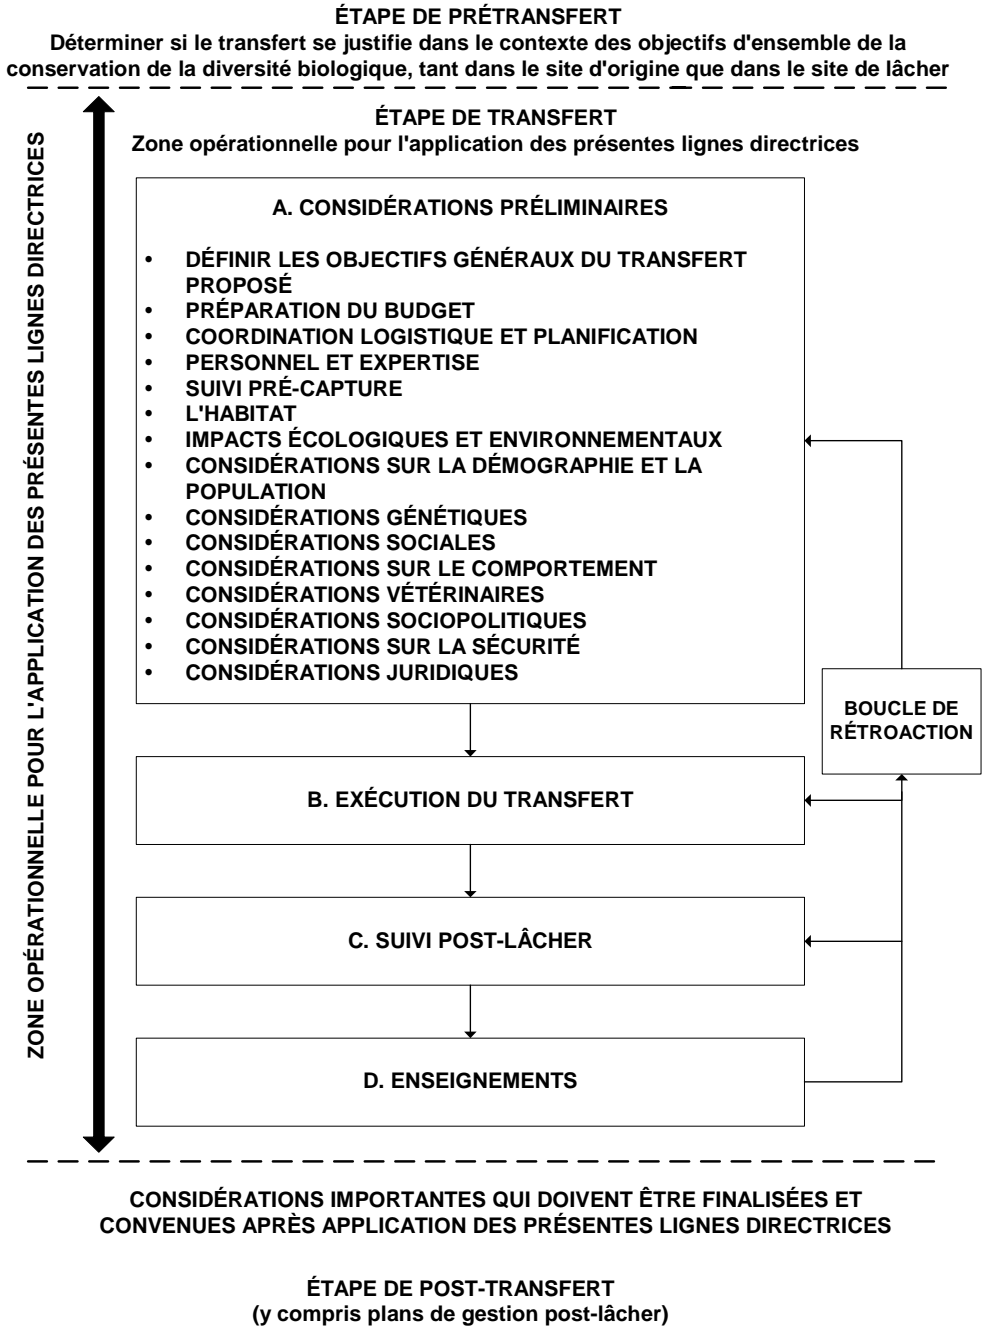 ÉTAPE DE PRÉTRANSFERT
Déterminer si le transfert se justifie dans le contexte des objectifs d'ensemble de la
conservation de la diversité biologique, tant dans le site d'origine que dans le site de lâcher
ZONE OPÉRATIONNELLE POUR L'APPLICATION DES PRÉSENTES LIGNES DIRECTRICES
ÉTAPE DE TRANSFERT
Zone opérationnelle pour l'application des présentes lignes directrices
A. CONSIDÉRATIONS PRÉLIMINAIRES
• DÉFINIR LES OBJECTIFS GÉNÉRAUX DU TRANSFERT
PROPOSÉ
• PRÉPARATION DU BUDGET
• COORDINATION LOGISTIQUE ET PLANIFICATION
• PERSONNEL ET EXPERTISE
• SUIVI PRÉ-CAPTURE
• L'HABITAT
• IMPACTS ÉCOLOGIQUES ET ENVIRONNEMENTAUX
• CONSIDÉRATIONS SUR LA DÉMOGRAPHIE ET LA
POPULATION
• CONSIDÉRATIONS GÉNÉTIQUES
• CONSIDÉRATIONS SOCIALES
• CONSIDÉRATIONS SUR LE COMPORTEMENT
• CONSIDÉRATIONS VÉTÉRINAIRES
• CONSIDÉRATIONS SOCIOPOLITIQUES
• CONSIDÉRATIONS SUR LA SÉCURITÉ
• CONSIDÉRATIONS JURIDIQUES
BOUCLE DE
RÉTROACTION
B. EXÉCUTION DU TRANSFERT
C. SUIVI POST-LÂCHER
D. ENSEIGNEMENTS
CONSIDÉRATIONS IMPORTANTES QUI DOIVENT ÊTRE FINALISÉES ET
CONVENUES APRÈS APPLICATION DES PRÉSENTES LIGNES DIRECTRICES
ÉTAPE DE POST-TRANSFERT
(y compris plans de gestion post-lâcher)